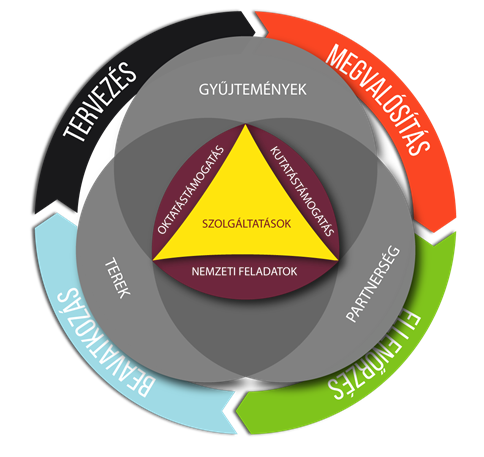 TERVEZÉS
MEGVALÓSÍTÁS
GYŰJTEMÉNYEK
OKTATÁSTÁMOGATÁS
KUTATÁSTÁMOGATÁS
SZOLGÁLTATÁSOK
NEMZETI FELADATOK
TEREK
PARTNERSÉG
BEAVATKOZÁS
ELLENŐRZÉS